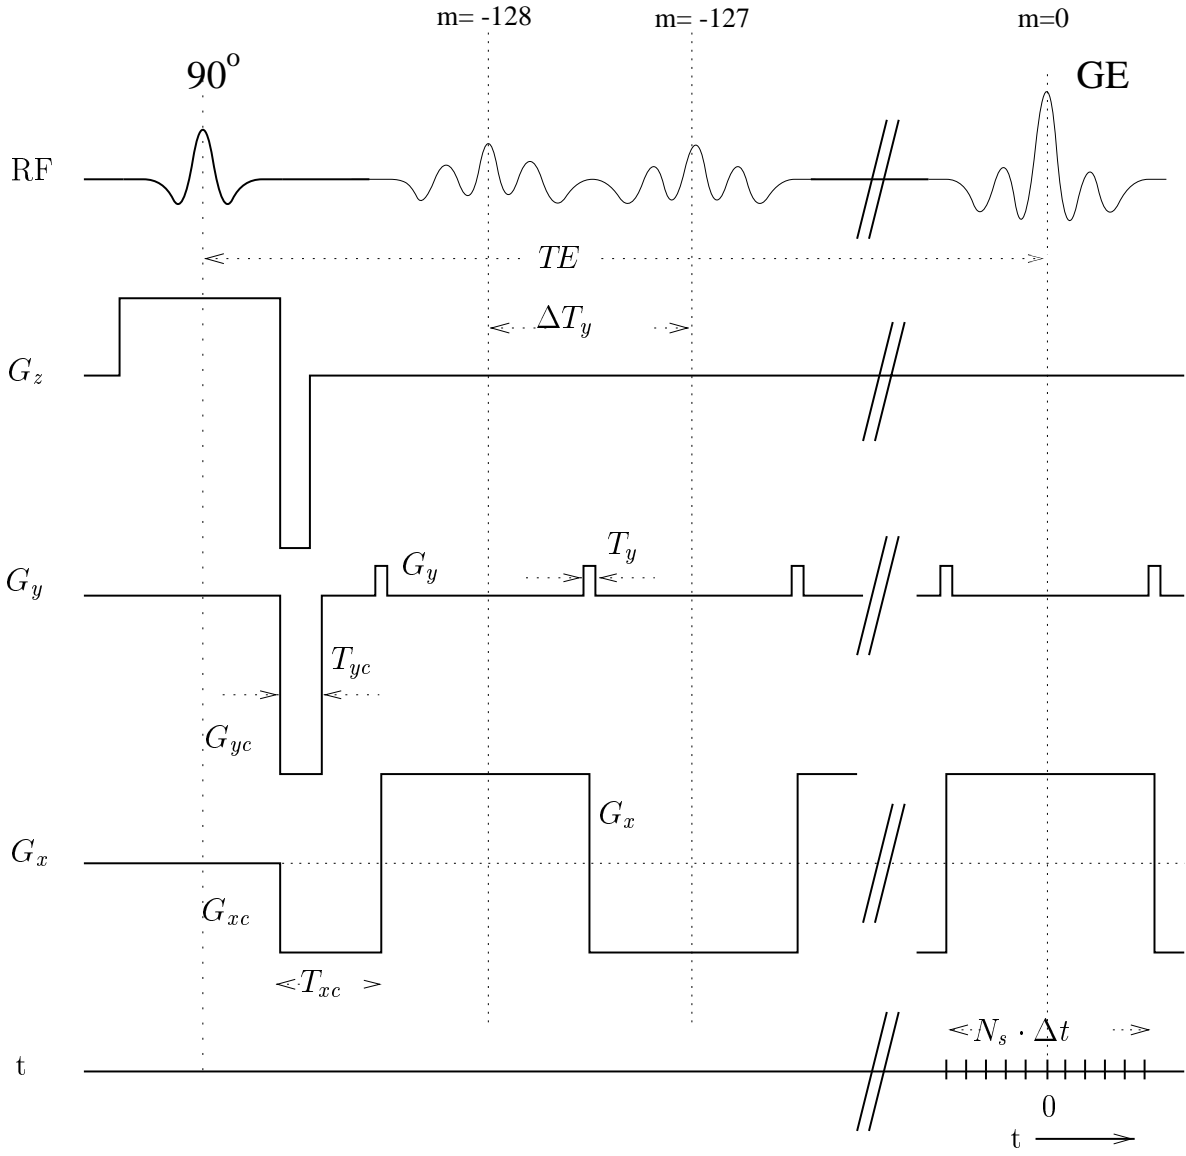 m= -128 m= -127 m=0
90° GE
RF
TE
ΔT_y
G_z
T_y
G_y G_y
T_yc
G_yc
G_x
G_x
G_xc
T_xc
N_s · Δt
t
0
t